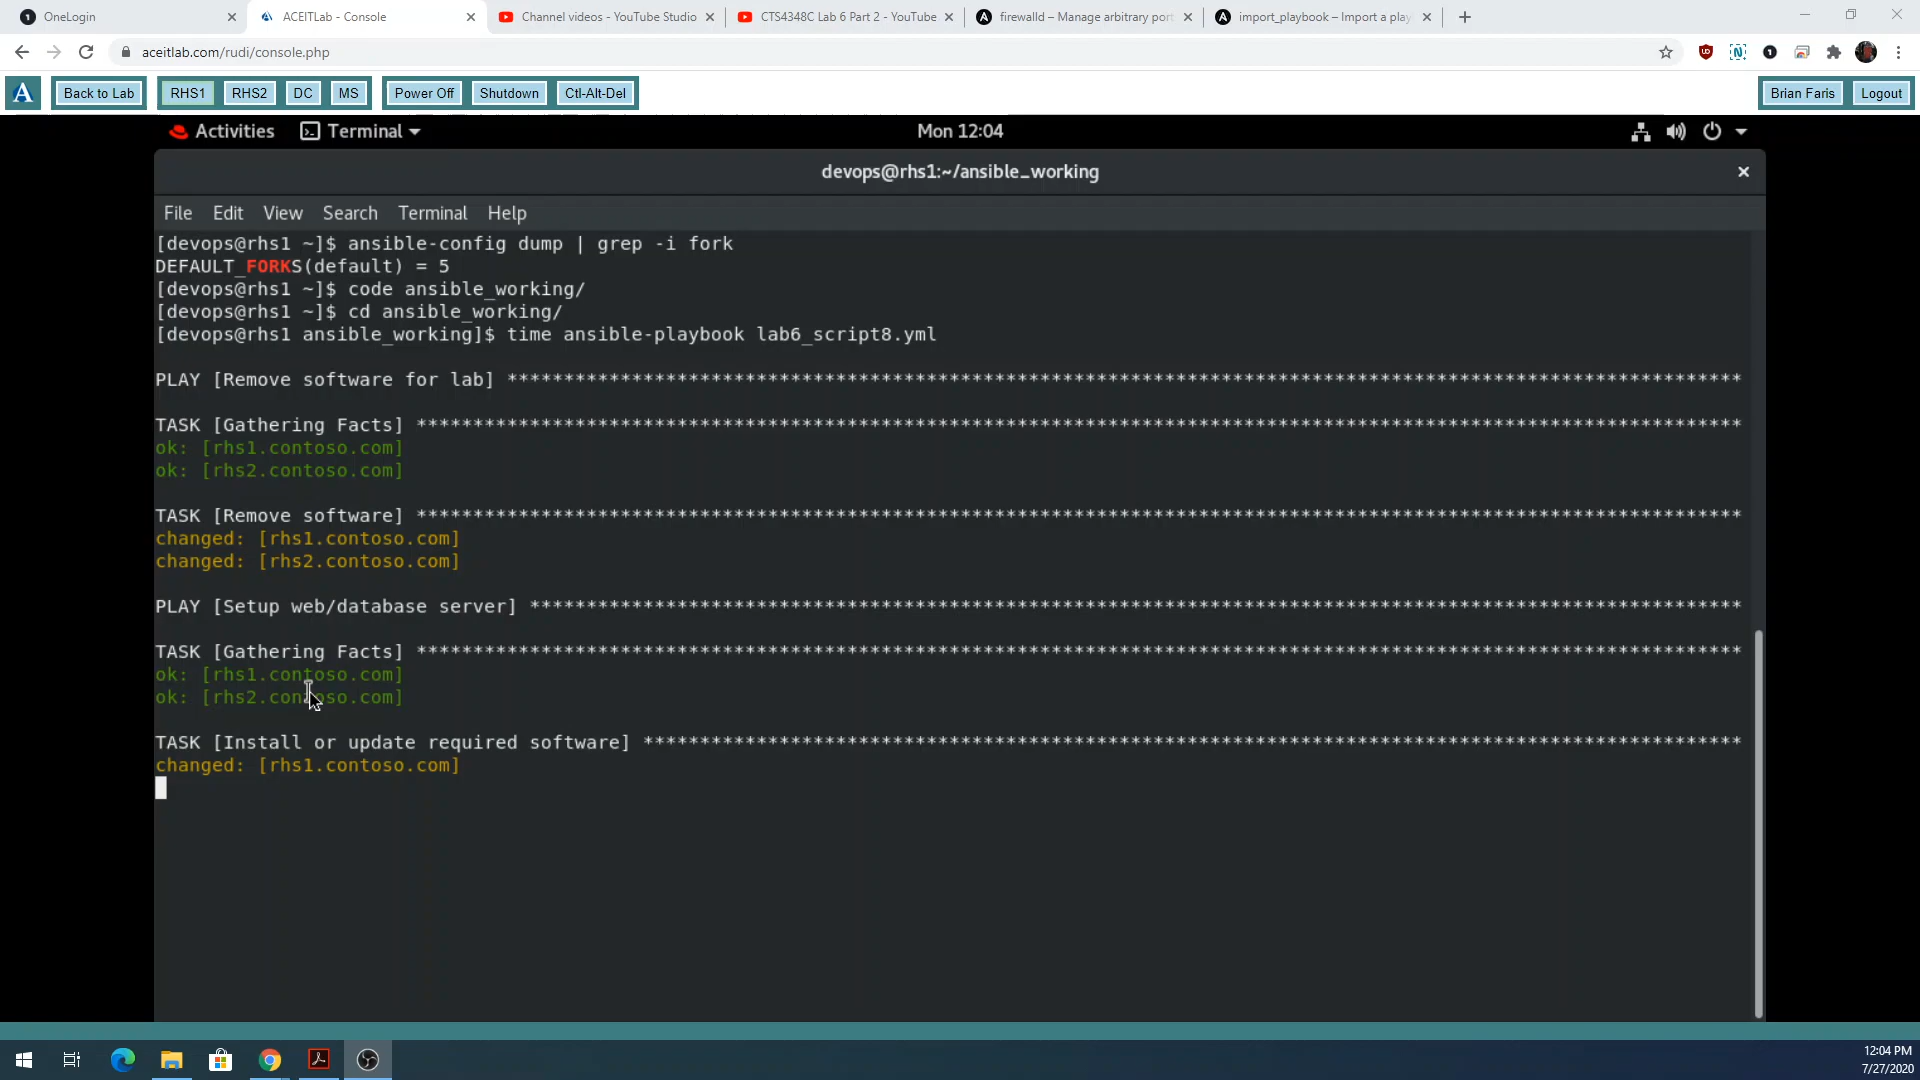 OneLogin
ACEITLab - Console
Channel videos - YouTube Studio
CTS4348C Lab 6 Part 2 - YouTube
firewalld – Manage arbitrary port
import_playbook – Import a play
aceitlab.com/rudi/console.php
Back to Lab
RHS1
RHS2
DC
MS
Power Off
Shutdown
Ctl-Alt-Del
Brian Faris
Logout
Activities
Terminal
Mon 12:04
devops@rhs1:~/ansible_working
File Edit View Search Terminal Help
[devops@rhs1 ~]$ ansible-config dump | grep -i fork
DEFAULT_FORKS(default) = 5
[devops@rhs1 ~]$ code ansible_working/
[devops@rhs1 ~]$ cd ansible_working/
[devops@rhs1 ansible_working]$ time ansible-playbook lab6_script8.yml
PLAY [Remove software for lab] *************************************************************************************************************
TASK [Gathering Facts] *********************************************************************************************************************
ok: [rhs1.contoso.com]
ok: [rhs2.contoso.com]
TASK [Remove software] *********************************************************************************************************************
changed: [rhs1.contoso.com]
changed: [rhs2.contoso.com]
PLAY [Setup web/database server] ***********************************************************************************************************
TASK [Gathering Facts] *********************************************************************************************************************
ok: [rhs1.contoso.com]
ok: [rhs2.contoso.com]
TASK [Install or update required software] *************************************************************************************************
changed: [rhs1.contoso.com]
12:04 PM
7/27/2020